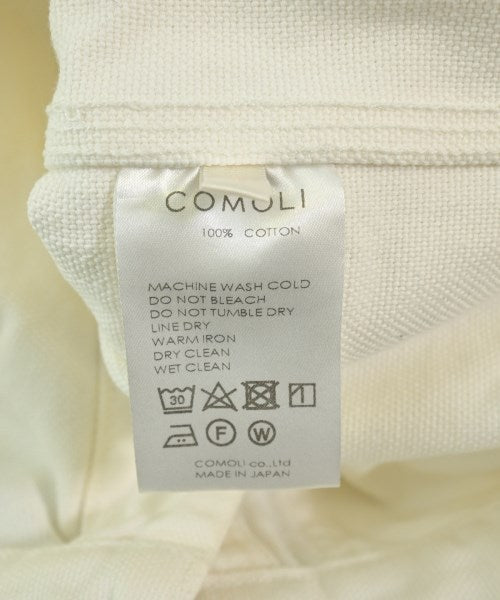 COMOLI
100% COTTON
MACHINE WASH COLD
DO NOT BLEACH
DO NOT TUMBLE DRY
LINE DRY
WARM IRON
DRY CLEAN
WET CLEAN
30
F W
COMOLI co.,Ltd
MADE IN JAPAN